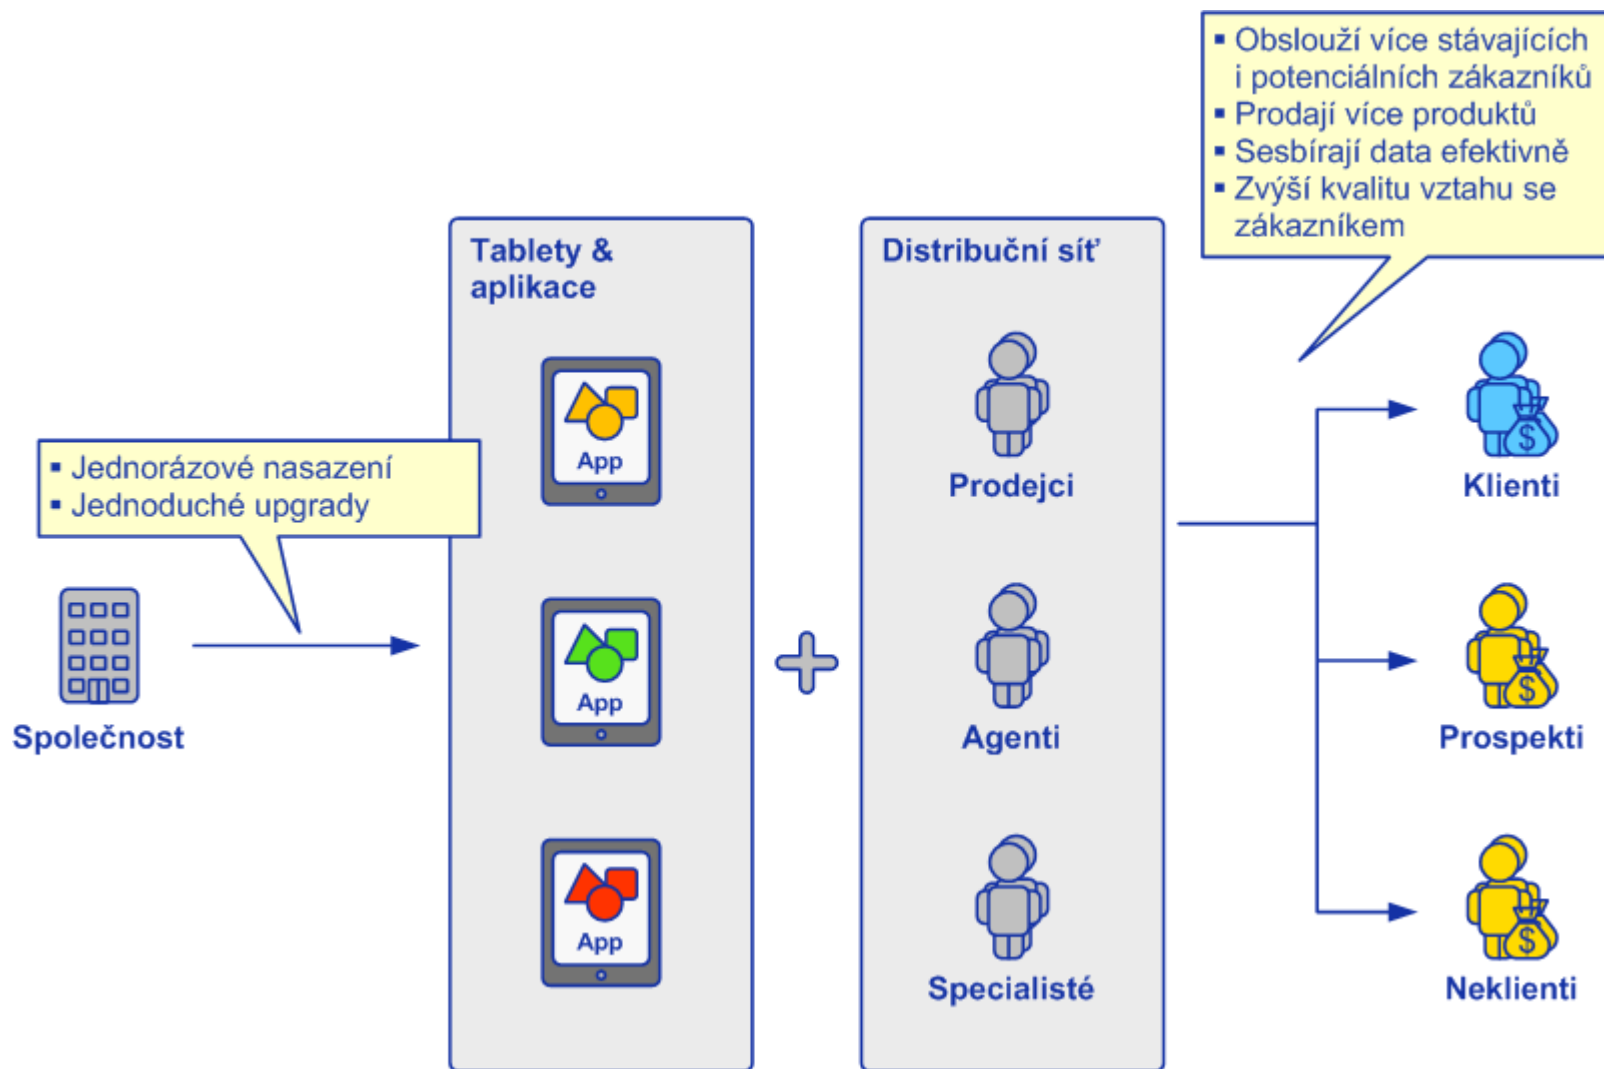 ▪ Obslouží více stávajících
i potenciálních zákazníků
▪ Prodají více produktů
▪ Sesbírají data efektivně
▪ Zvýší kvalitu vztahu se
zákazníkem
Tablety &
aplikace
Distribuční síť
▪ Jednorázové nasazení
▪ Jednoduché upgrady
App
Prodejci
$
Klienti
Společnost
App
Agenti
$
Prospekti
App
Specialisté
$
Neklienti